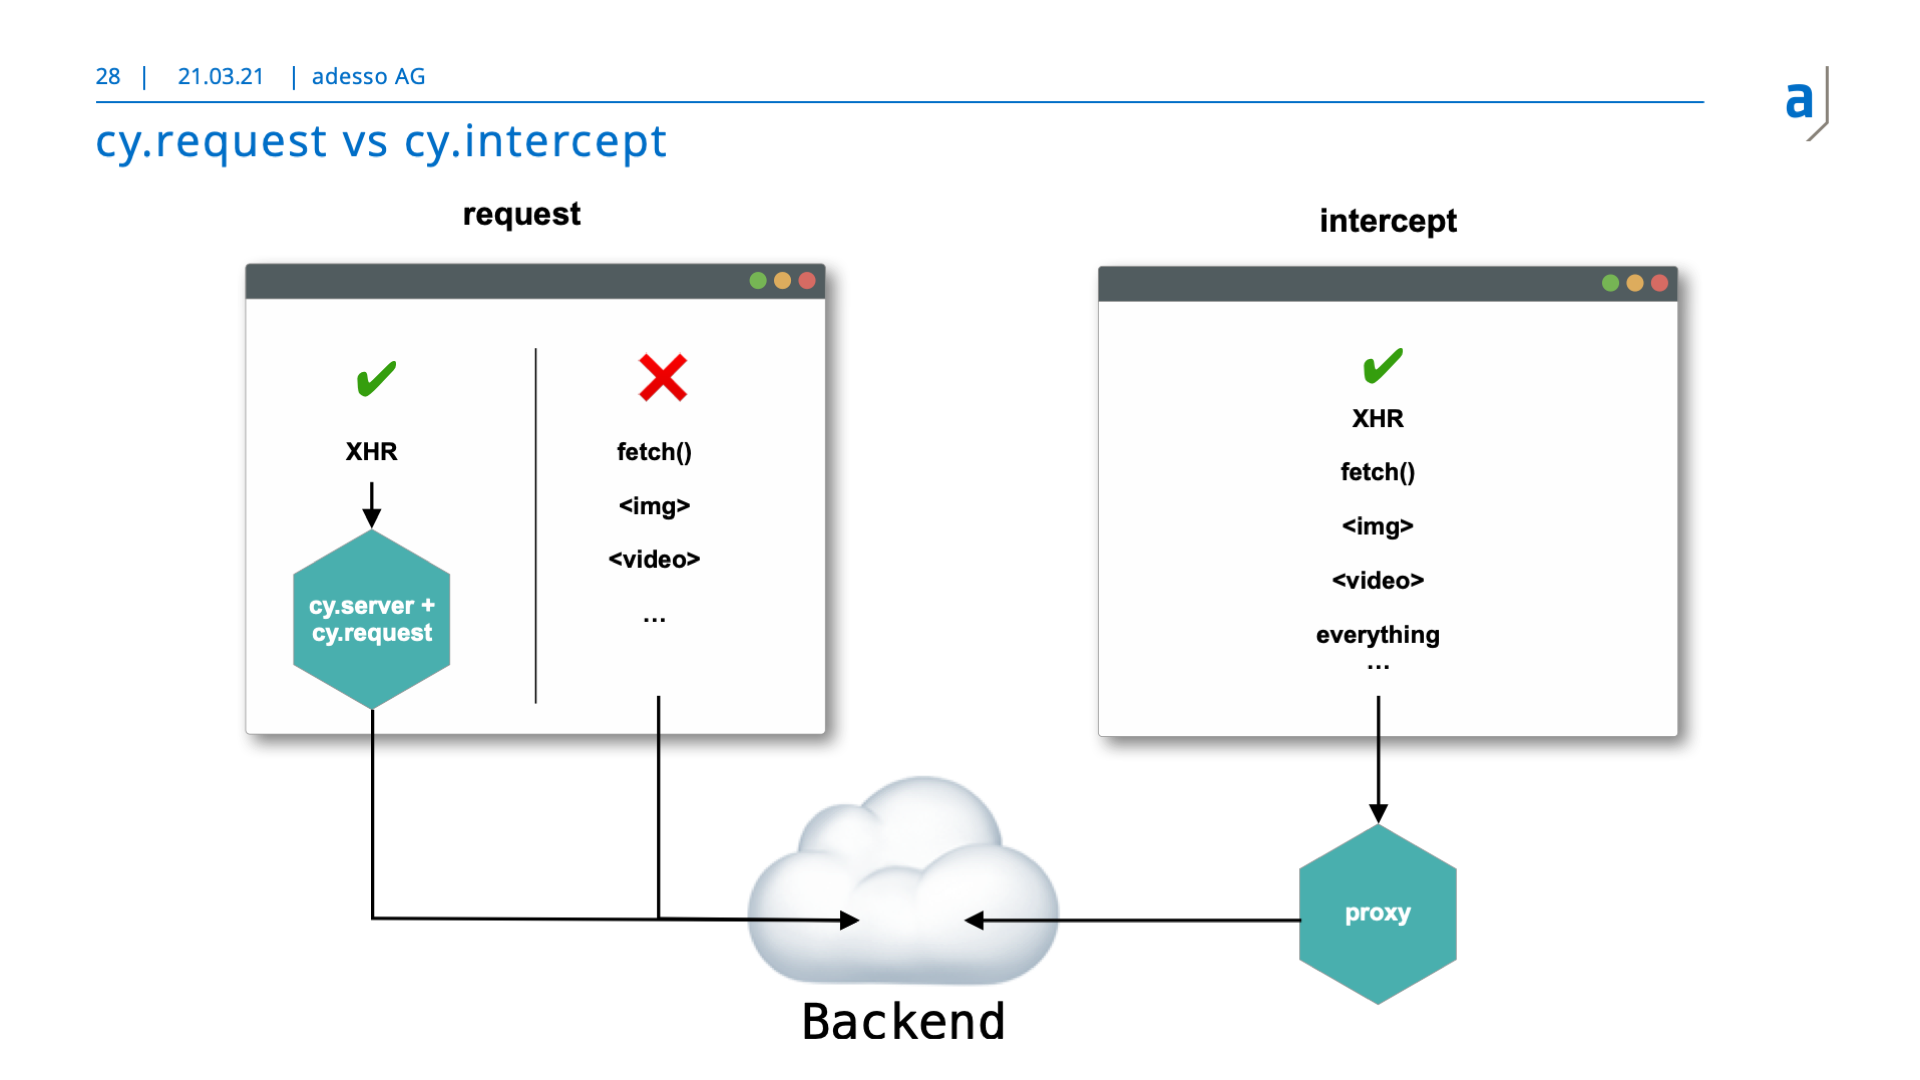 28 | 21.03.21 | adesso AG
a
cy.request vs cy.intercept
request
XHR
cy.server +
cy.request
fetch()
<img>
<video>
...
intercept
XHR
fetch()
<img>
<video>
everything
...
proxy
Backend